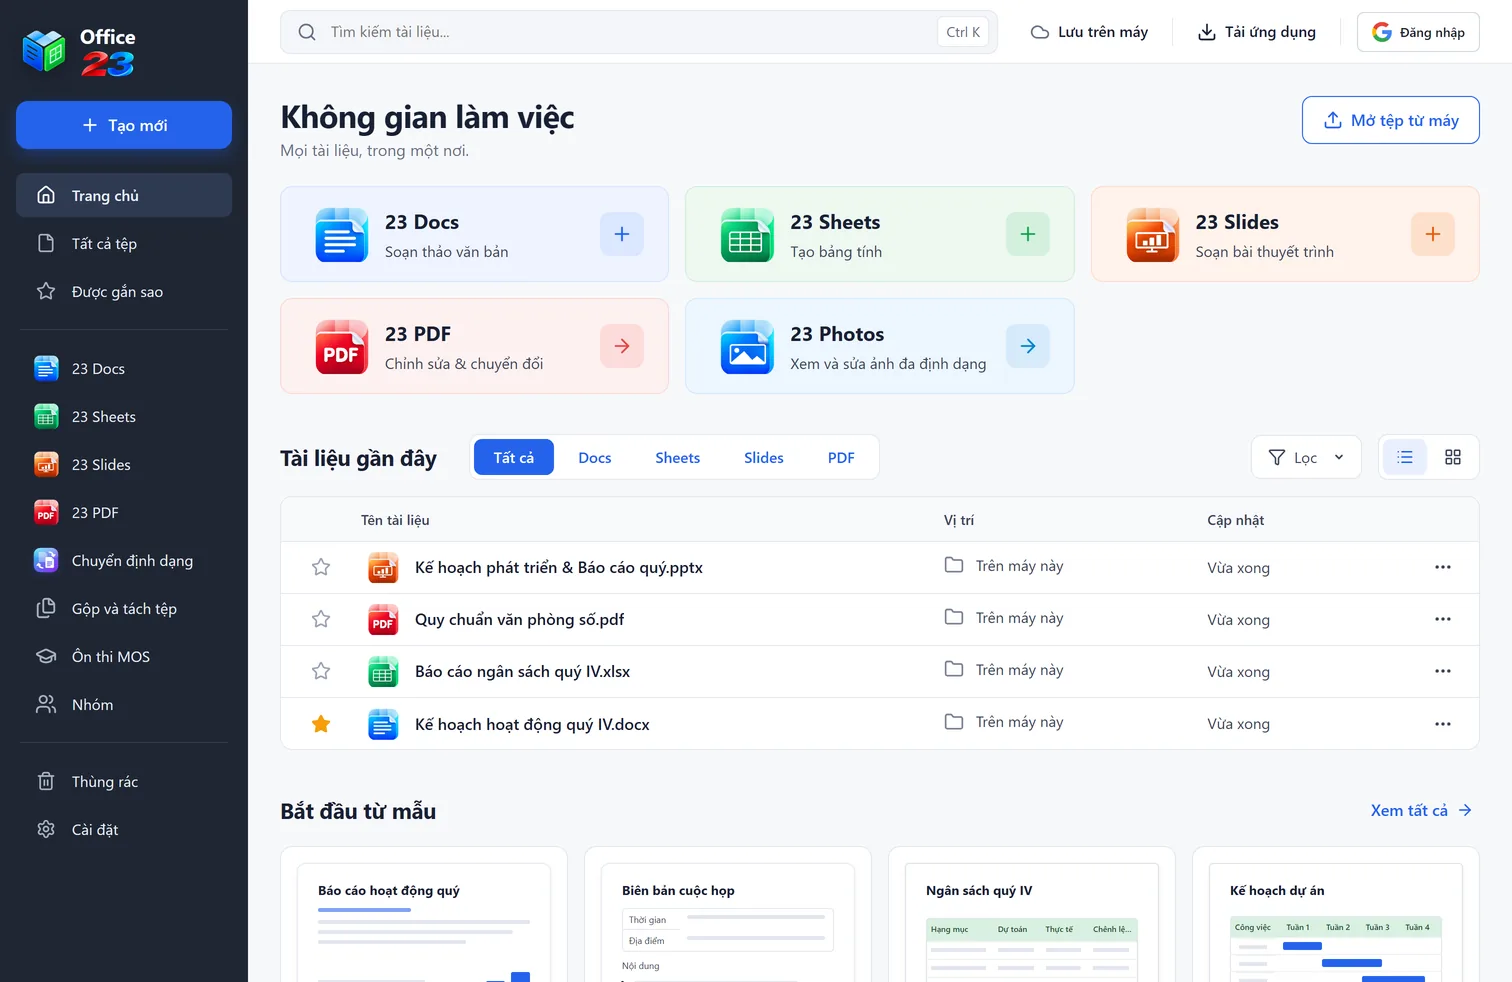 Office
23
Tạo mới
Trang chủ
Tất cả tệp
Được gắn sao
23 Docs
23 Sheets
23 Slides
PDF
23 PDF
Chuyển định dạng
Gộp và tách tệp
Ôn thi MOS
Nhóm
Thùng rác
Cài đặt
Tìm kiếm tài liệu...
Ctrl K
Lưu trên máy
Tải ứng dụng
Đăng nhập
Không gian làm việc
Mọi tài liệu, trong một nơi.
Mở tệp từ máy
23 Docs
Soạn thảo văn bản
23 Sheets
Tạo bảng tính
23 Slides
Soạn bài thuyết trình
PDF
23 PDF
Chỉnh sửa & chuyển đổi
23 Photos
Xem và sửa ảnh đa định dạng
Tài liệu gần đây
Tất cả
Docs
Sheets
Slides
PDF
Lọc
Tên tài liệu
Vị trí
Cập nhật
Kế hoạch phát triển & Báo cáo quý.pptx
Trên máy này
Vừa xong
PDF
Quy chuẩn văn phòng số.pdf
Trên máy này
Vừa xong
Báo cáo ngân sách quý IV.xlsx
Trên máy này
Vừa xong
Kế hoạch hoạt động quý IV.docx
Trên máy này
Vừa xong
Bắt đầu từ mẫu
Xem tất cả
Báo cáo hoạt động quý
Biên bản cuộc họp
Thời gian
Địa điểm
Nội dung
Ngân sách quý IV
Hạng mục
Dự toán
Thực tế
Chênh lệ...
Kế hoạch dự án
Công việc
Tuần 1
Tuần 2
Tuần 3
Tuần 4